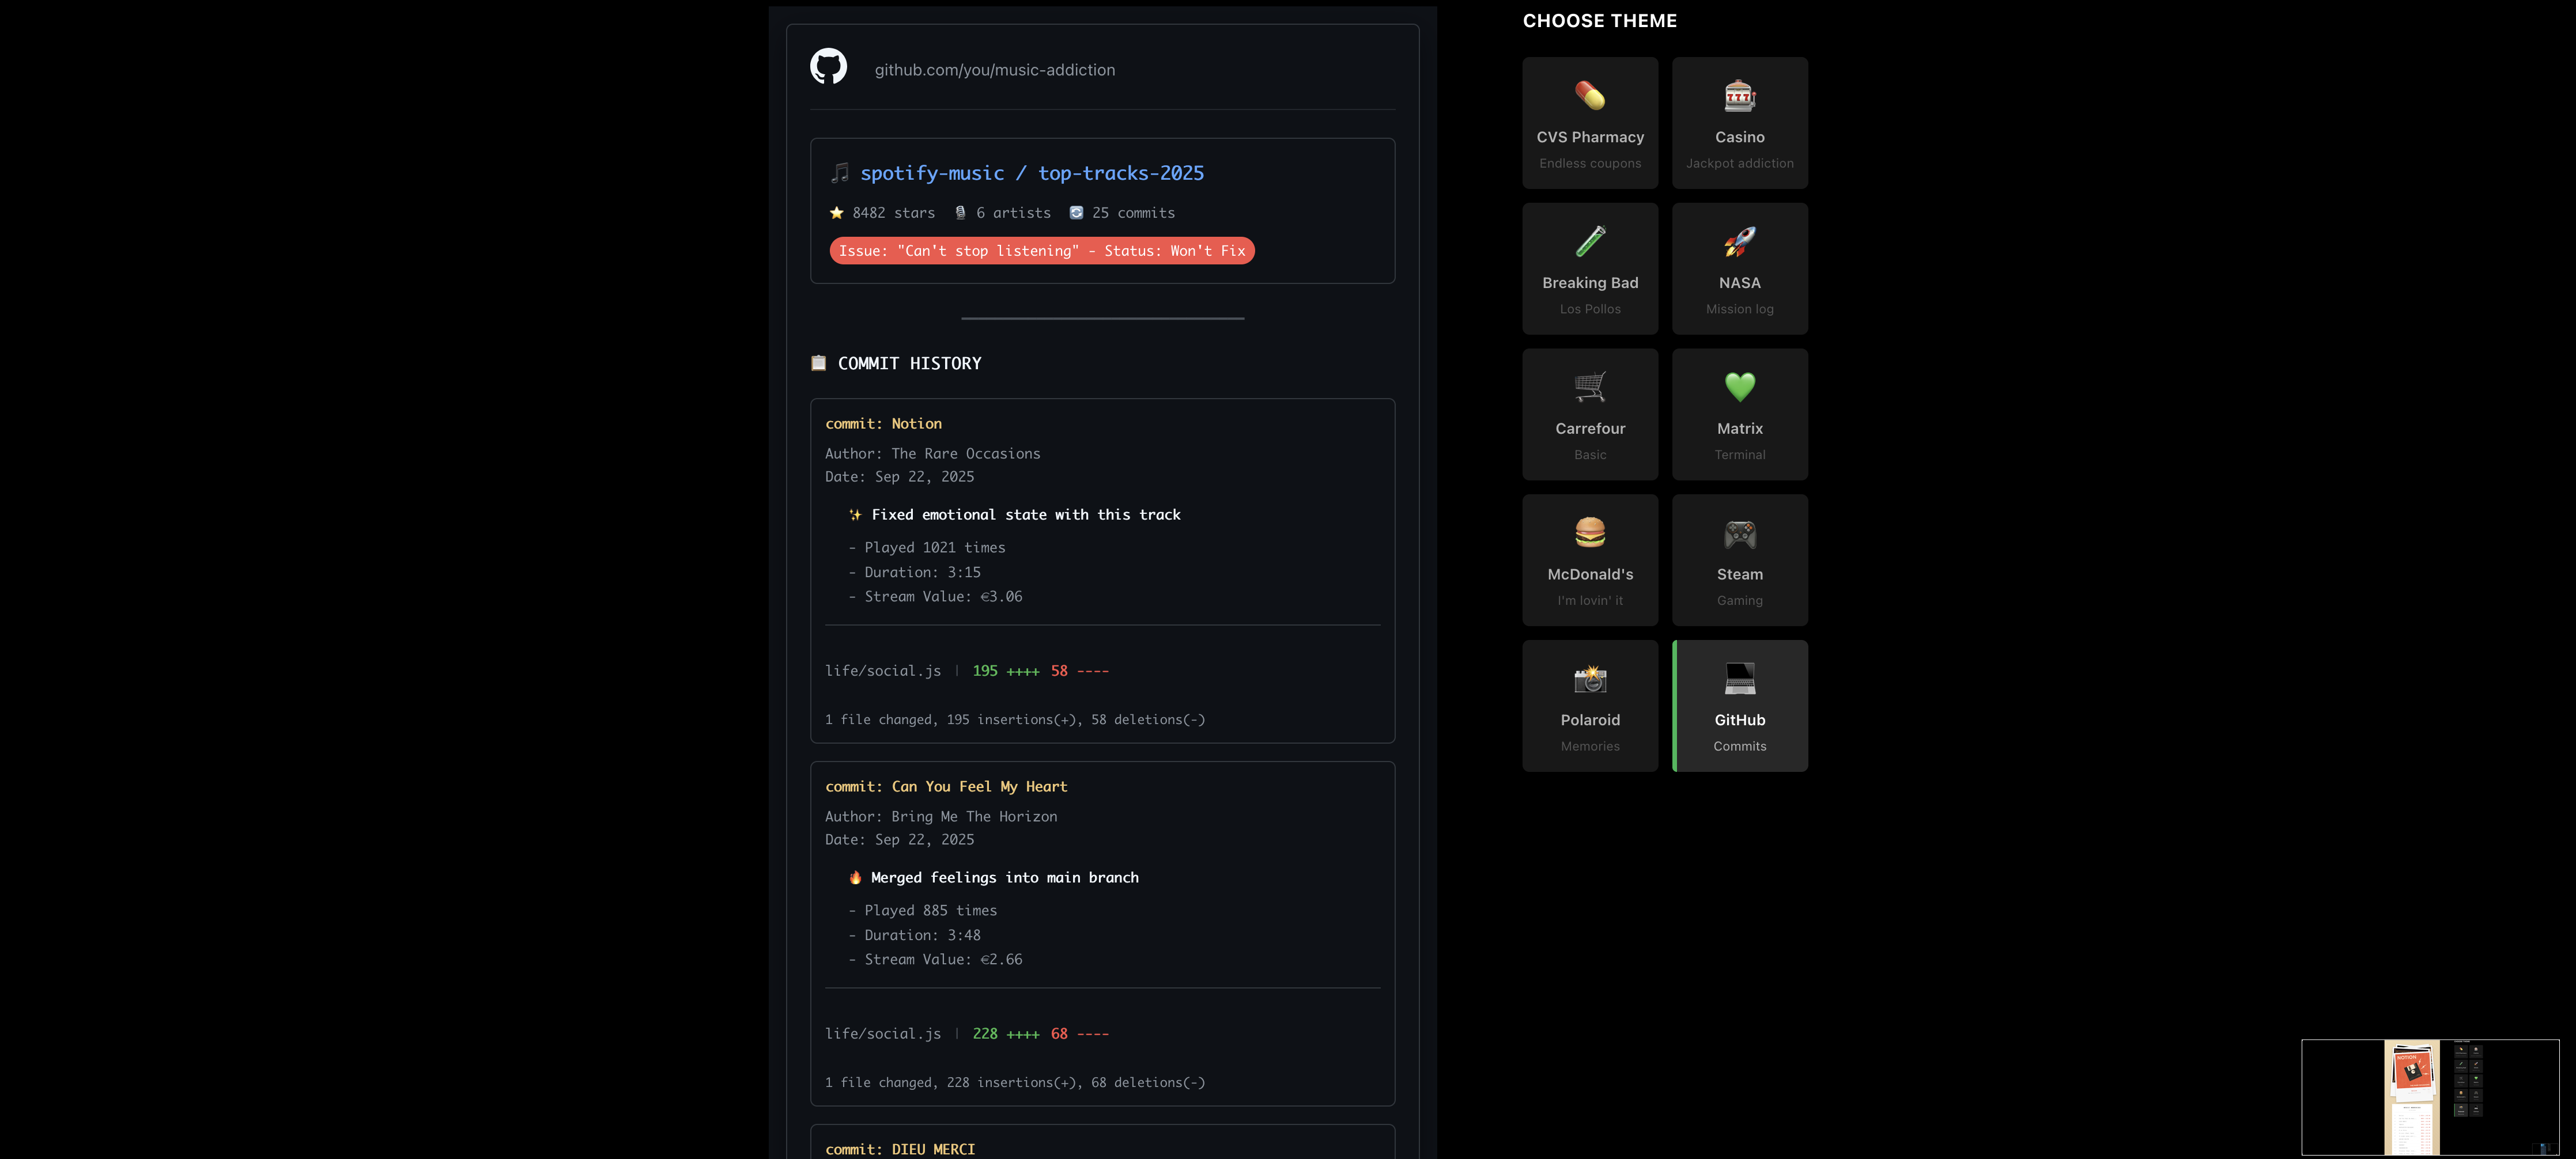 github.com/you/music-addiction
spotify-music / top-tracks-2025
8482 stars 6 artists 25 commits
Issue: "Can't stop listening" - Status: Won't Fix
COMMIT HISTORY
commit: Notion
Author: The Rare Occasions
Date: Sep 22, 2025
Fixed emotional state with this track
- Played 1021 times
- Duration: 3:15
- Stream Value: €3.06
life/social.js | 195 ++++ 58 ----
1 file changed, 195 insertions(+), 58 deletions(-)
commit: Can You Feel My Heart
Author: Bring Me The Horizon
Date: Sep 22, 2025
Merged feelings into main branch
- Played 885 times
- Duration: 3:48
- Stream Value: €2.66
life/social.js | 228 ++++ 68 ----
1 file changed, 228 insertions(+), 68 deletions(-)
commit: DIEU MERCI
CHOOSE THEME
CVS Pharmacy
Endless coupons
Casino
Jackpot addiction
Breaking Bad
Los Pollos
NASA
Mission log
Carrefour
Basic
Matrix
Terminal
McDonald's
I'm lovin' it
Steam
Gaming
Polaroid
Memories
GitHub
Commits
NOTION